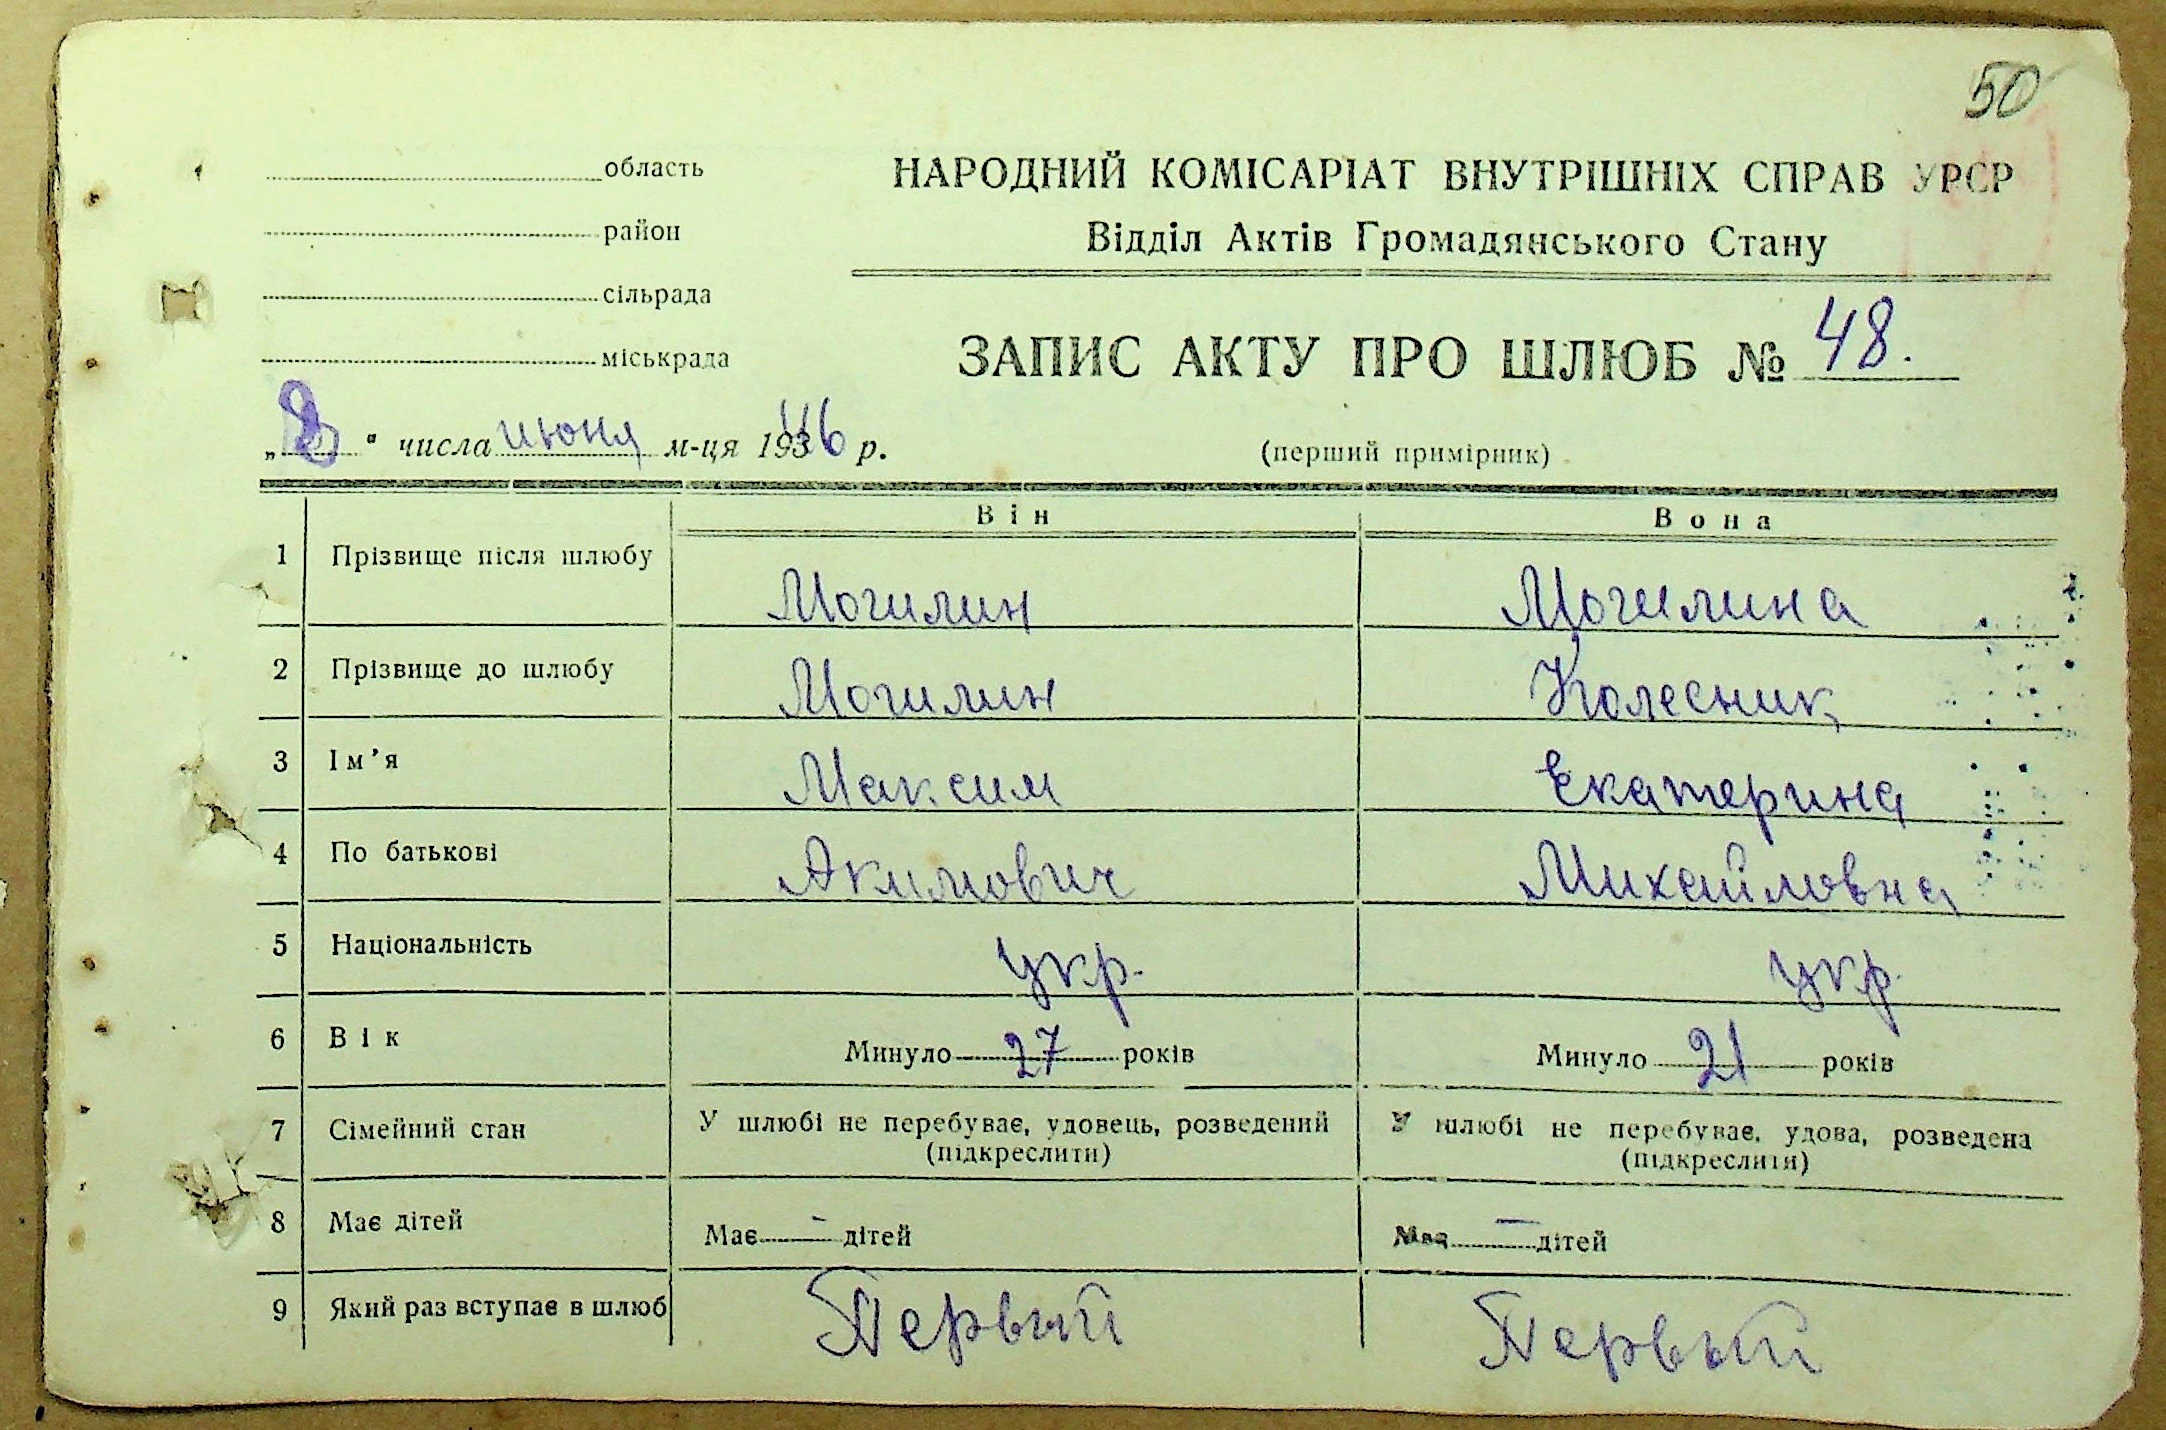 50
область
район
сільрада
міськрада
НАРОДНИЙ КОМІСАРІАТ ВНУТРІШНІХ СПРАВ УРСР
Відділ Актів Громадянського Стану
ЗАПИС АКТУ ПРО ШЛЮБ № 48.
„8" числа июня м-ця 1946 р.
(перший примірник)
Він Вона
1 Прізвище після шлюбу Могилин Могилина
2 Прізвище до шлюбу Могилин Колесник
3 Ім'я Максим Екатерина
4 По батькові Акимович Михайловна
5 Національність укр. укр.
6 Вік Минуло 27 років Минуло 21 років
7 Сімейний стан У шлюбі не перебуває, удовець, розведений У шлюбі не перебуває, удова, розведена
(підкреслити) (підкреслити)
8 Має дітей Має — дітей Має — дітей
9 Який раз вступає в шлюб Первый Первый